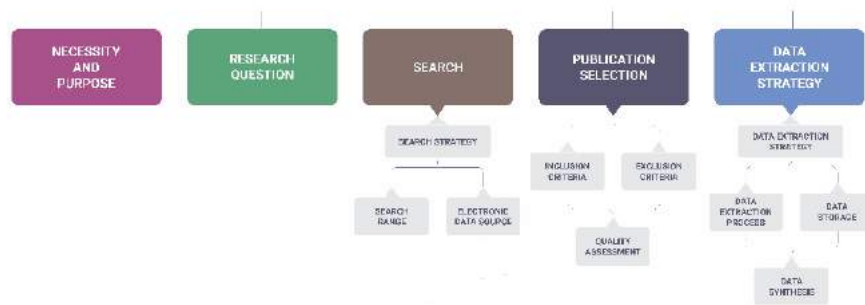 NECESSITY
AND
PURPOSE
RESEARCH
QUESTION
SEARCH
PUBLICATION
SELECTION
DATA
EXTRACTION
STRATEGY
SEARCH STRATEGY
SEARCH
RANGE
ELECTRONIC
DATA SOURCE
INCLUSION
CRITERIA
EXCLUSION
CRITERIA
QUALITY
ASSESSMENT
DATA EXTRACTION
STRATEGY
DATA
EXTRACTION
PROCESS
DATA
STORAGE
DATA
SYNTHESIS